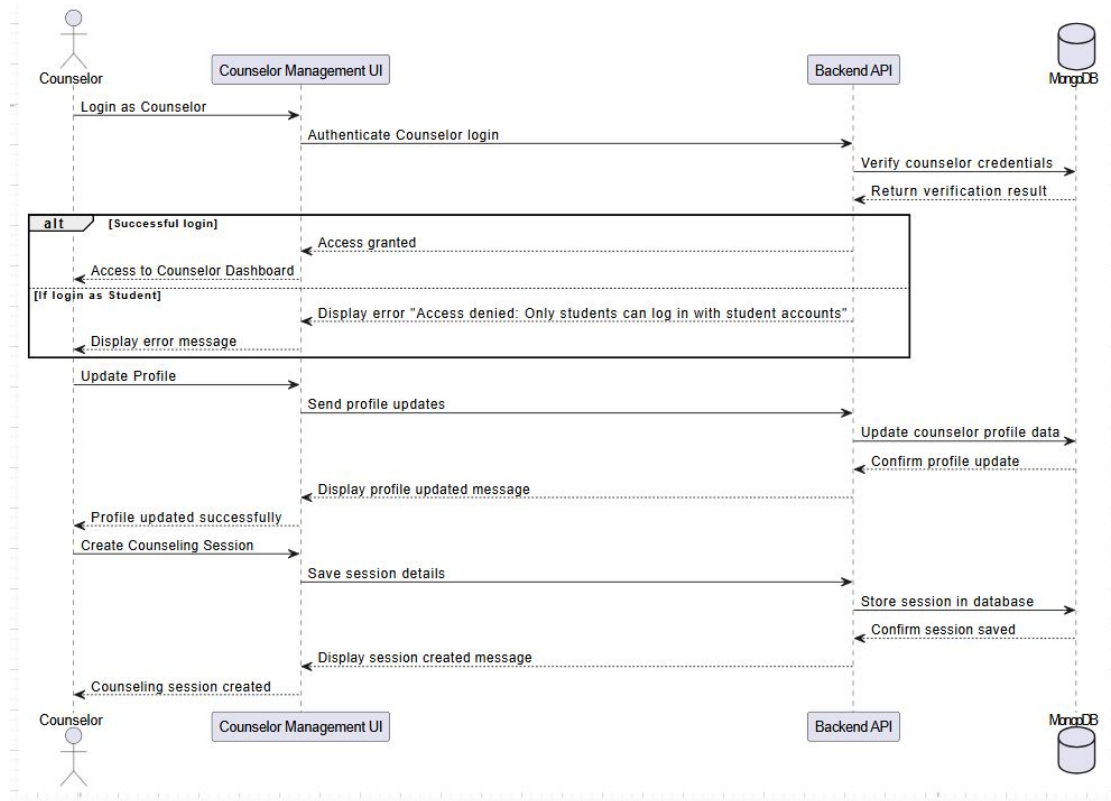 Counselor
Counselor Management UI
Backend API
MongoDB
Login as Counselor
Authenticate Counselor login
Verify counselor credentials
Return verification result
alt
[Successful login]
Access granted
Access to Counselor Dashboard
[If login as Student]
Display error "Access denied: Only students can log in with student accounts"
Display error message
Update Profile
Send profile updates
Update counselor profile data
Confirm profile update
Display profile updated message
Profile updated successfully
Create Counseling Session
Save session details
Store session in database
Confirm session saved
Display session created message
Counseling session created
Counselor
Counselor Management UI
Backend API
MongoDB